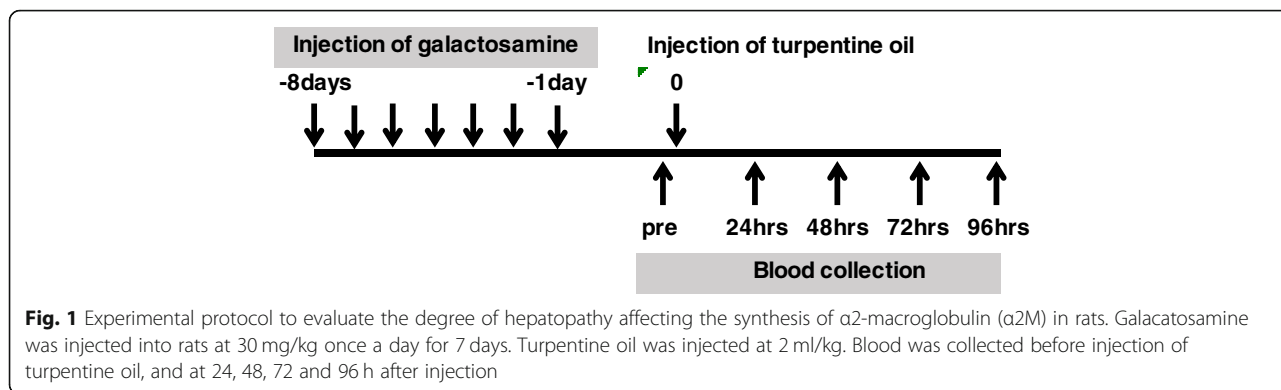 Injection of galactosamine Injection of turpentine oil
-8days -1day 0
pre 24hrs 48hrs 72hrs 96hrs
Blood collection
Fig. 1 Experimental protocol to evaluate the degree of hepatopathy affecting the synthesis of α2-macroglobulin (α2M) in rats. Galacatosamine
was injected into rats at 30 mg/kg once a day for 7 days. Turpentine oil was injected at 2 ml/kg. Blood was collected before injection of
turpentine oil, and at 24, 48, 72 and 96 h after injection